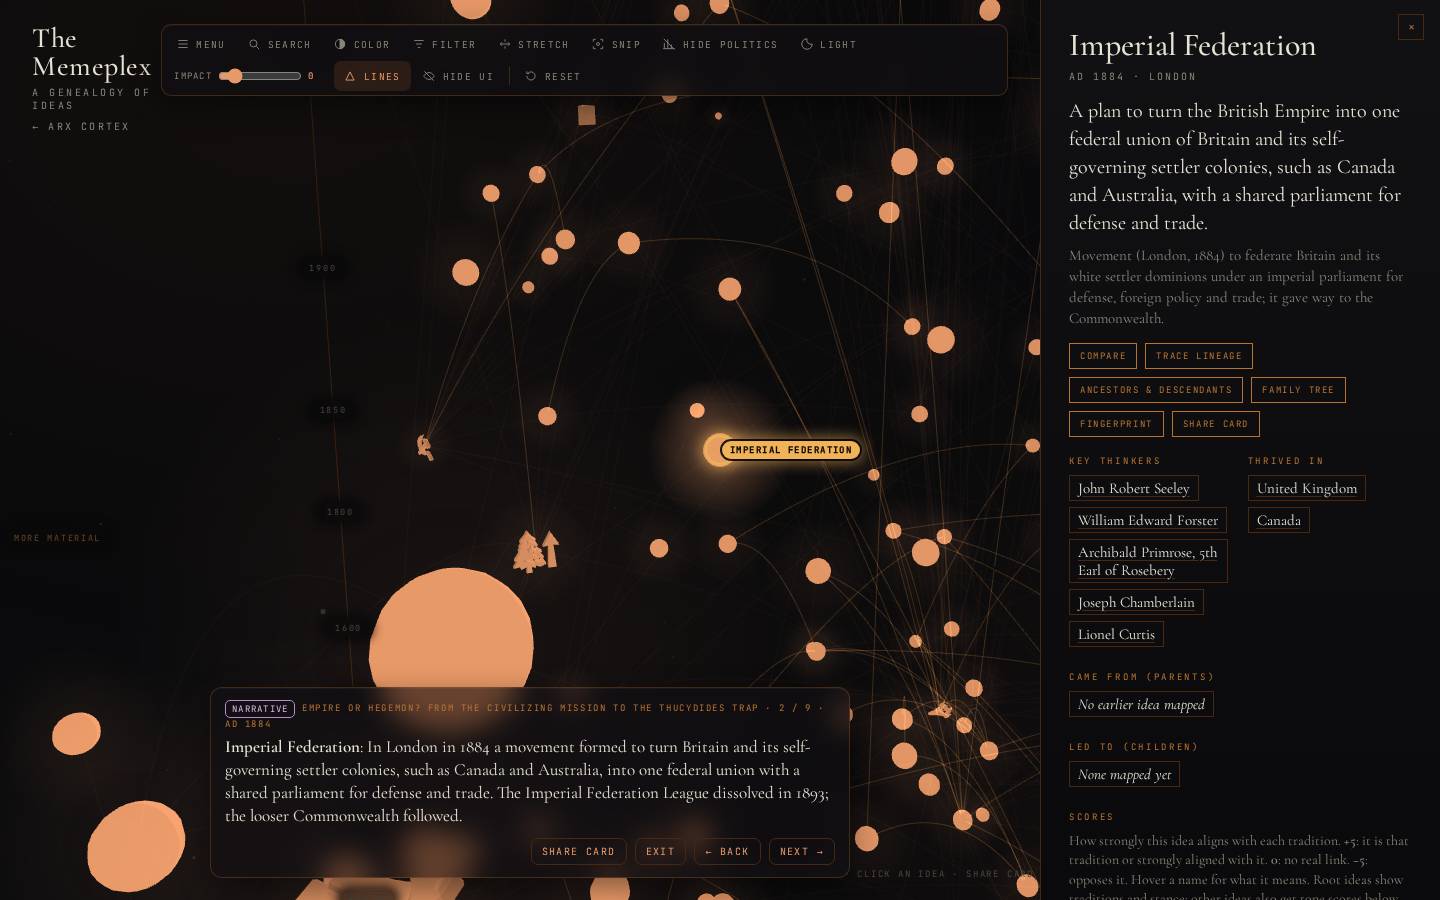 The
Memeplex
A GENEALOGY OF
IDEAS
← ARX CORTEX
MENU SEARCH COLOR FILTER STRETCH SNIP HIDE POLITICS LIGHT
IMPACT 0 LINES HIDE UI RESET
1900
1850
1800
1600
MORE MATERIAL
IMPERIAL FEDERATION
NARRATIVE EMPIRE OR HEGEMON? FROM THE CIVILIZING MISSION TO THE THUCYDIDES TRAP · 2 / 9 ·
AD 1884
Imperial Federation: In London in 1884 a movement formed to turn Britain and its self-
governing settler colonies, such as Canada and Australia, into one federal union with a
shared parliament for defense and trade. The Imperial Federation League dissolved in 1893;
the looser Commonwealth followed.
SHARE CARD EXIT ← BACK NEXT →
CLICK AN IDEA · SHARE
×
Imperial Federation
AD 1884 · LONDON
A plan to turn the British Empire into one
federal union of Britain and its self-
governing settler colonies, such as Canada
and Australia, with a shared parliament for
defense and trade.
Movement (London, 1884) to federate Britain and its
white settler dominions under an imperial parliament for
defense, foreign policy and trade; it gave way to the
Commonwealth.
COMPARE TRACE LINEAGE
ANCESTORS & DESCENDANTS FAMILY TREE
FINGERPRINT SHARE CARD
KEY THINKERS
John Robert Seeley
William Edward Forster
Archibald Primrose, 5th
Earl of Rosebery
Joseph Chamberlain
Lionel Curtis
THRIVED IN
United Kingdom
Canada
CAME FROM (PARENTS)
No earlier idea mapped
LED TO (CHILDREN)
None mapped yet
SCORES
How strongly this idea aligns with each tradition. +5: it is that
tradition or strongly aligned with it. 0: no real link. −5:
opposes it. Hover a name for what it means. Root ideas show
traditions and stance; other ideas also get tone scores below.